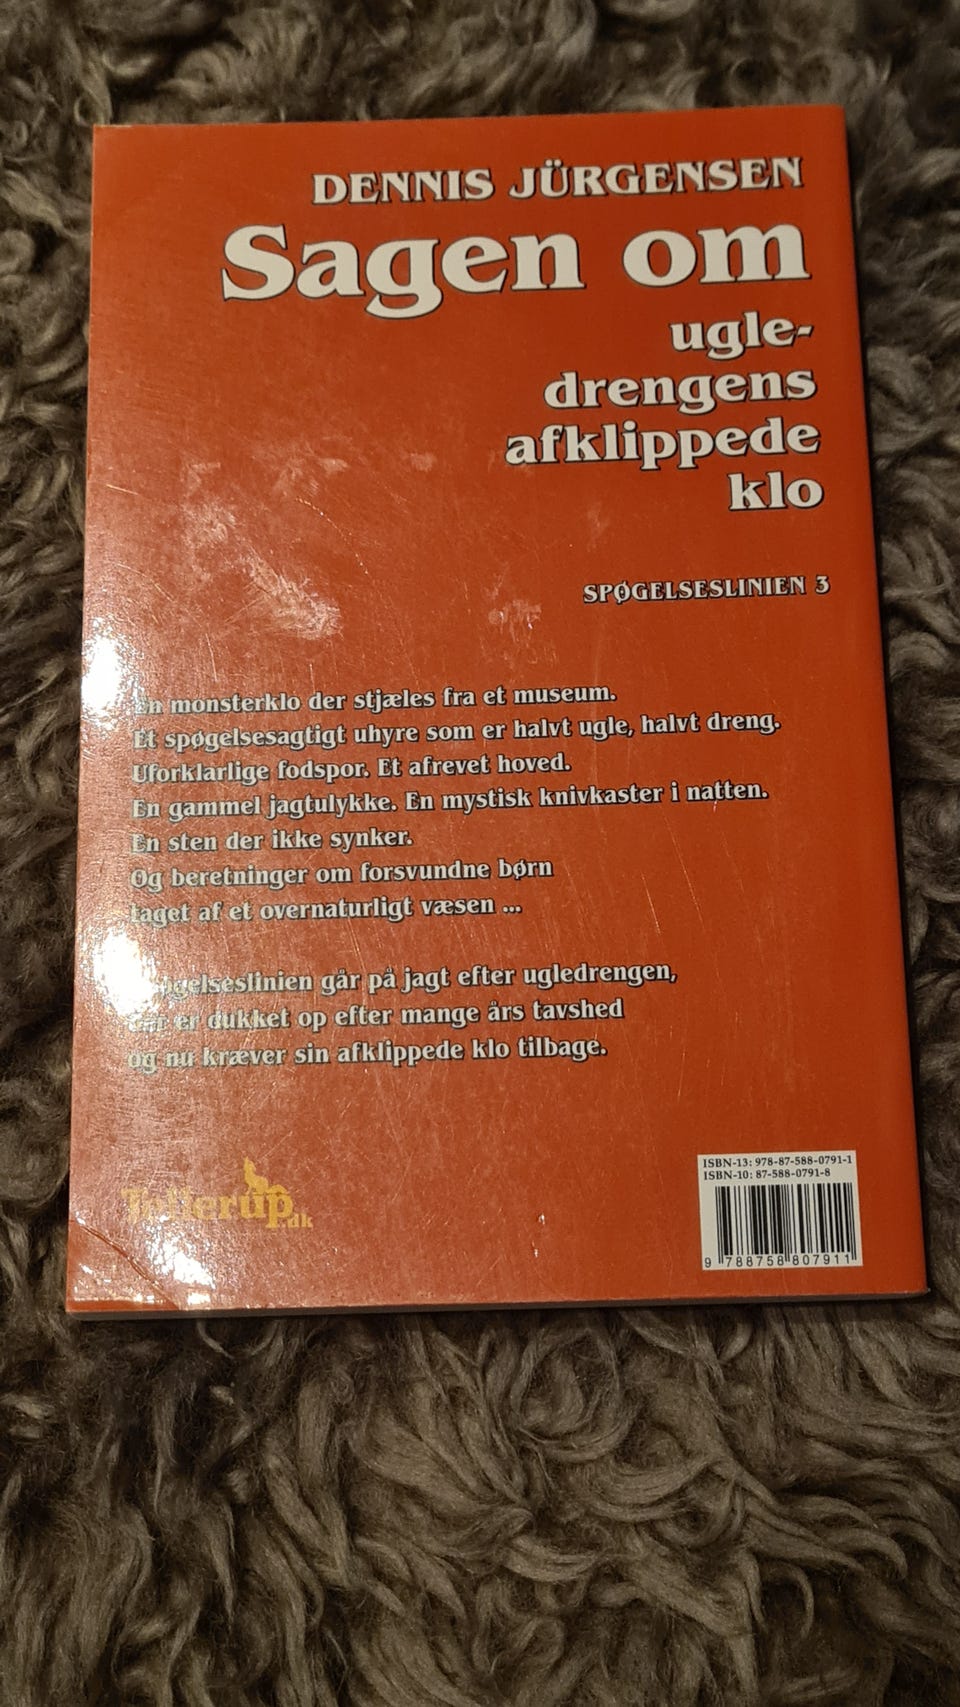 DENNIS JÜRGENSEN
Sagen om
ugle-
drengens
afklippede
klo
SPØGELSESLINIEN 3
En monsterklo der stjæles fra et museum.
Et spøgelsesagtigt uhyre som er halvt ugle, halvt dreng.
Uforklarlige fodspor. Et afrevet hoved.
En gammel jagtulykke. En mystisk knivkaster i natten.
En sten der ikke synker.
Og beretninger om forsvundne børn
taget af et overnaturligt væsen ...
Spøgelseslinien går på jagt efter ugledrengen,
der er dukket op efter mange års tavshed
og nu kræver sin afklippede klo tilbage.
Tellerup.dk
ISBN-13: 978-87-588-0791-1
ISBN-10: 87-588-0791-8
9 788758 807911